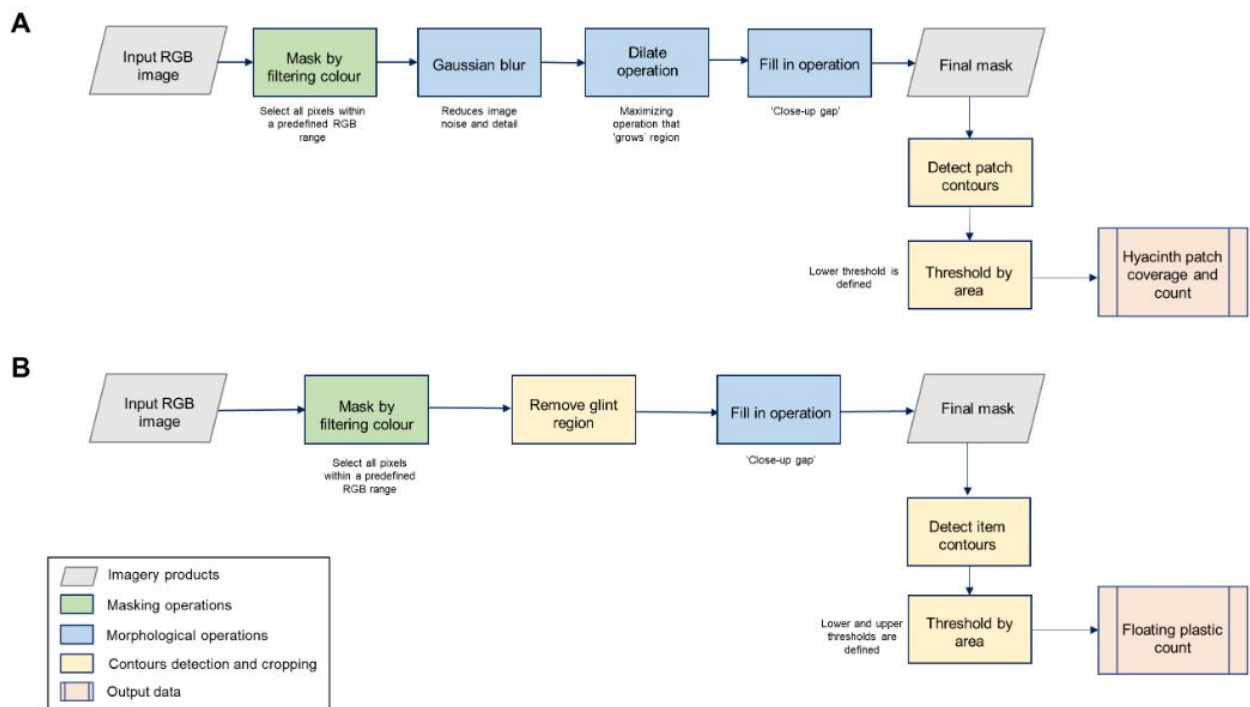 A
Input RGB
image
Mask by
filtering colour
Select all pixels within
a predefined RGB
range
Gaussian blur
Reduces image
noise and detail
Dilate
operation
Maximizing
operation that
'grows' region
Fill in operation
'Close-up gap'
Final mask
Detect patch
contours
Lower threshold is
defined
Threshold by
area
Hyacinth patch
coverage and
count
B
Input RGB
image
Mask by
filtering colour
Select all pixels
within a predefined
RGB range
Remove glint
region
Fill in operation
'Close-up gap'
Final mask
Detect item
contours
Lower and upper
thresholds are
defined
Threshold by
area
Floating plastic
count
Imagery products
Masking operations
Morphological operations
Contours detection and cropping
Output data